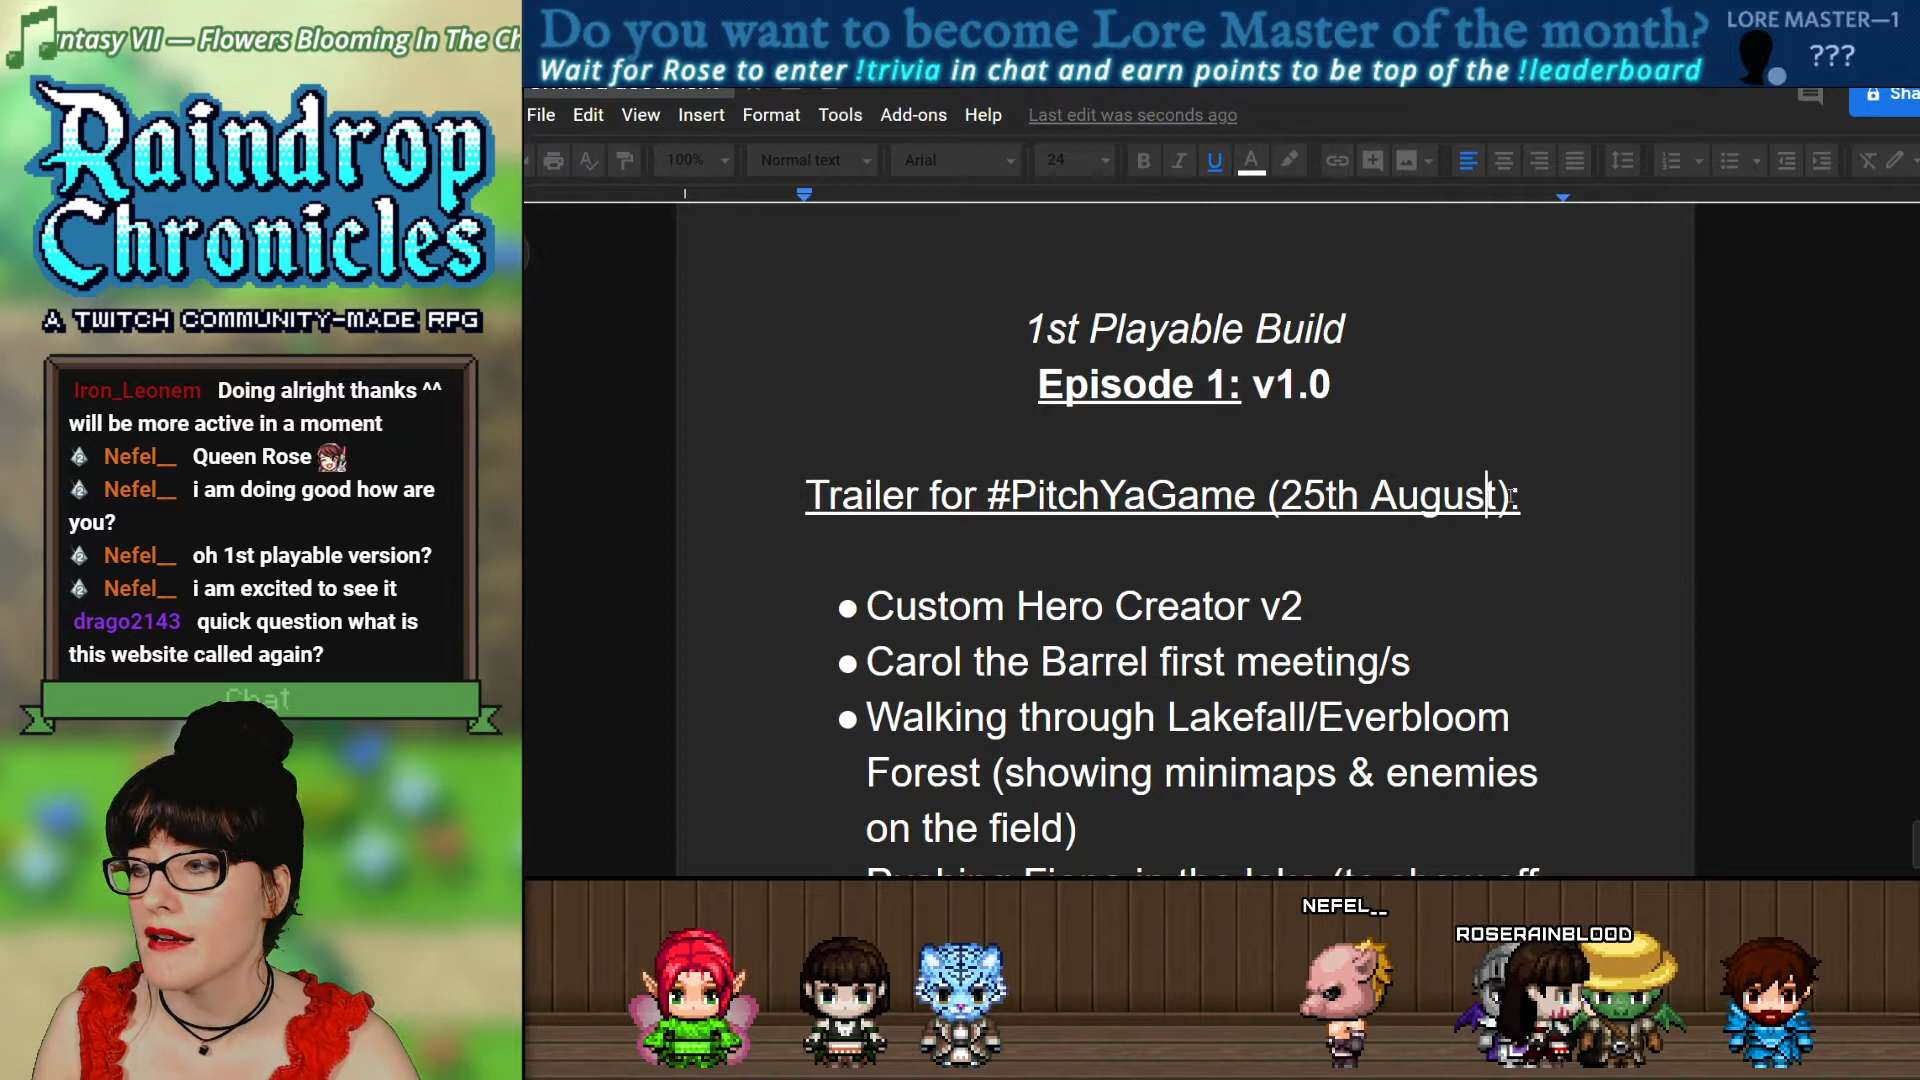 ntasy VII — Flowers Blooming In The Ch
Raindrop
Chronicles
A TWITCH COMMUNITY-MADE RPG
Iron_Leonem Doing alright thanks ^^
will be more active in a moment
Nefel__ Queen Rose
Nefel__ i am doing good how are
you?
Nefel__ oh 1st playable version?
Nefel__ i am excited to see it
drago2143 quick question what is
this website called again?
Chat
Do you want to become Lore Master of the month?
Wait for Rose to enter !trivia in chat and earn points to be top of the !leaderboard
LORE MASTER—1
???
File Edit View Insert Format Tools Add-ons Help Last edit was seconds ago
Sha
100% Normal text Arial 24 B I U A
1st Playable Build
Episode 1: v1.0
Trailer for #PitchYaGame (25th August):
● Custom Hero Creator v2
● Carol the Barrel first meeting/s
● Walking through Lakefall/Everbloom
Forest (showing minimaps & enemies
on the field)
NEFEL__
ROSERAINBLOOD